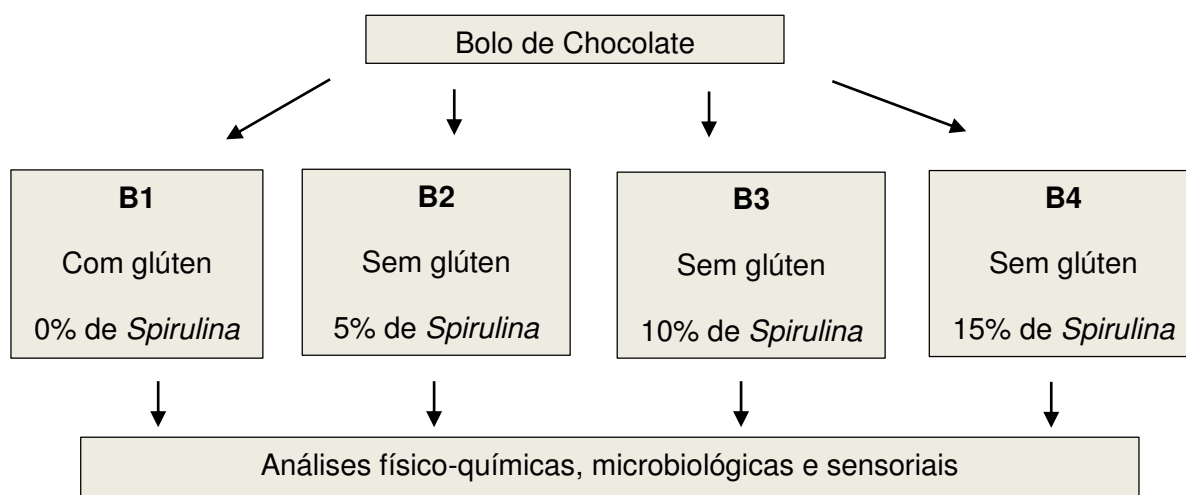 Bolo de Chocolate
B1
Com glúten
0% de Spirulina
B2
Sem glúten
5% de Spirulina
B3
Sem glúten
10% de Spirulina
B4
Sem glúten
15% de Spirulina
Análises físico-químicas, microbiológicas e sensoriais